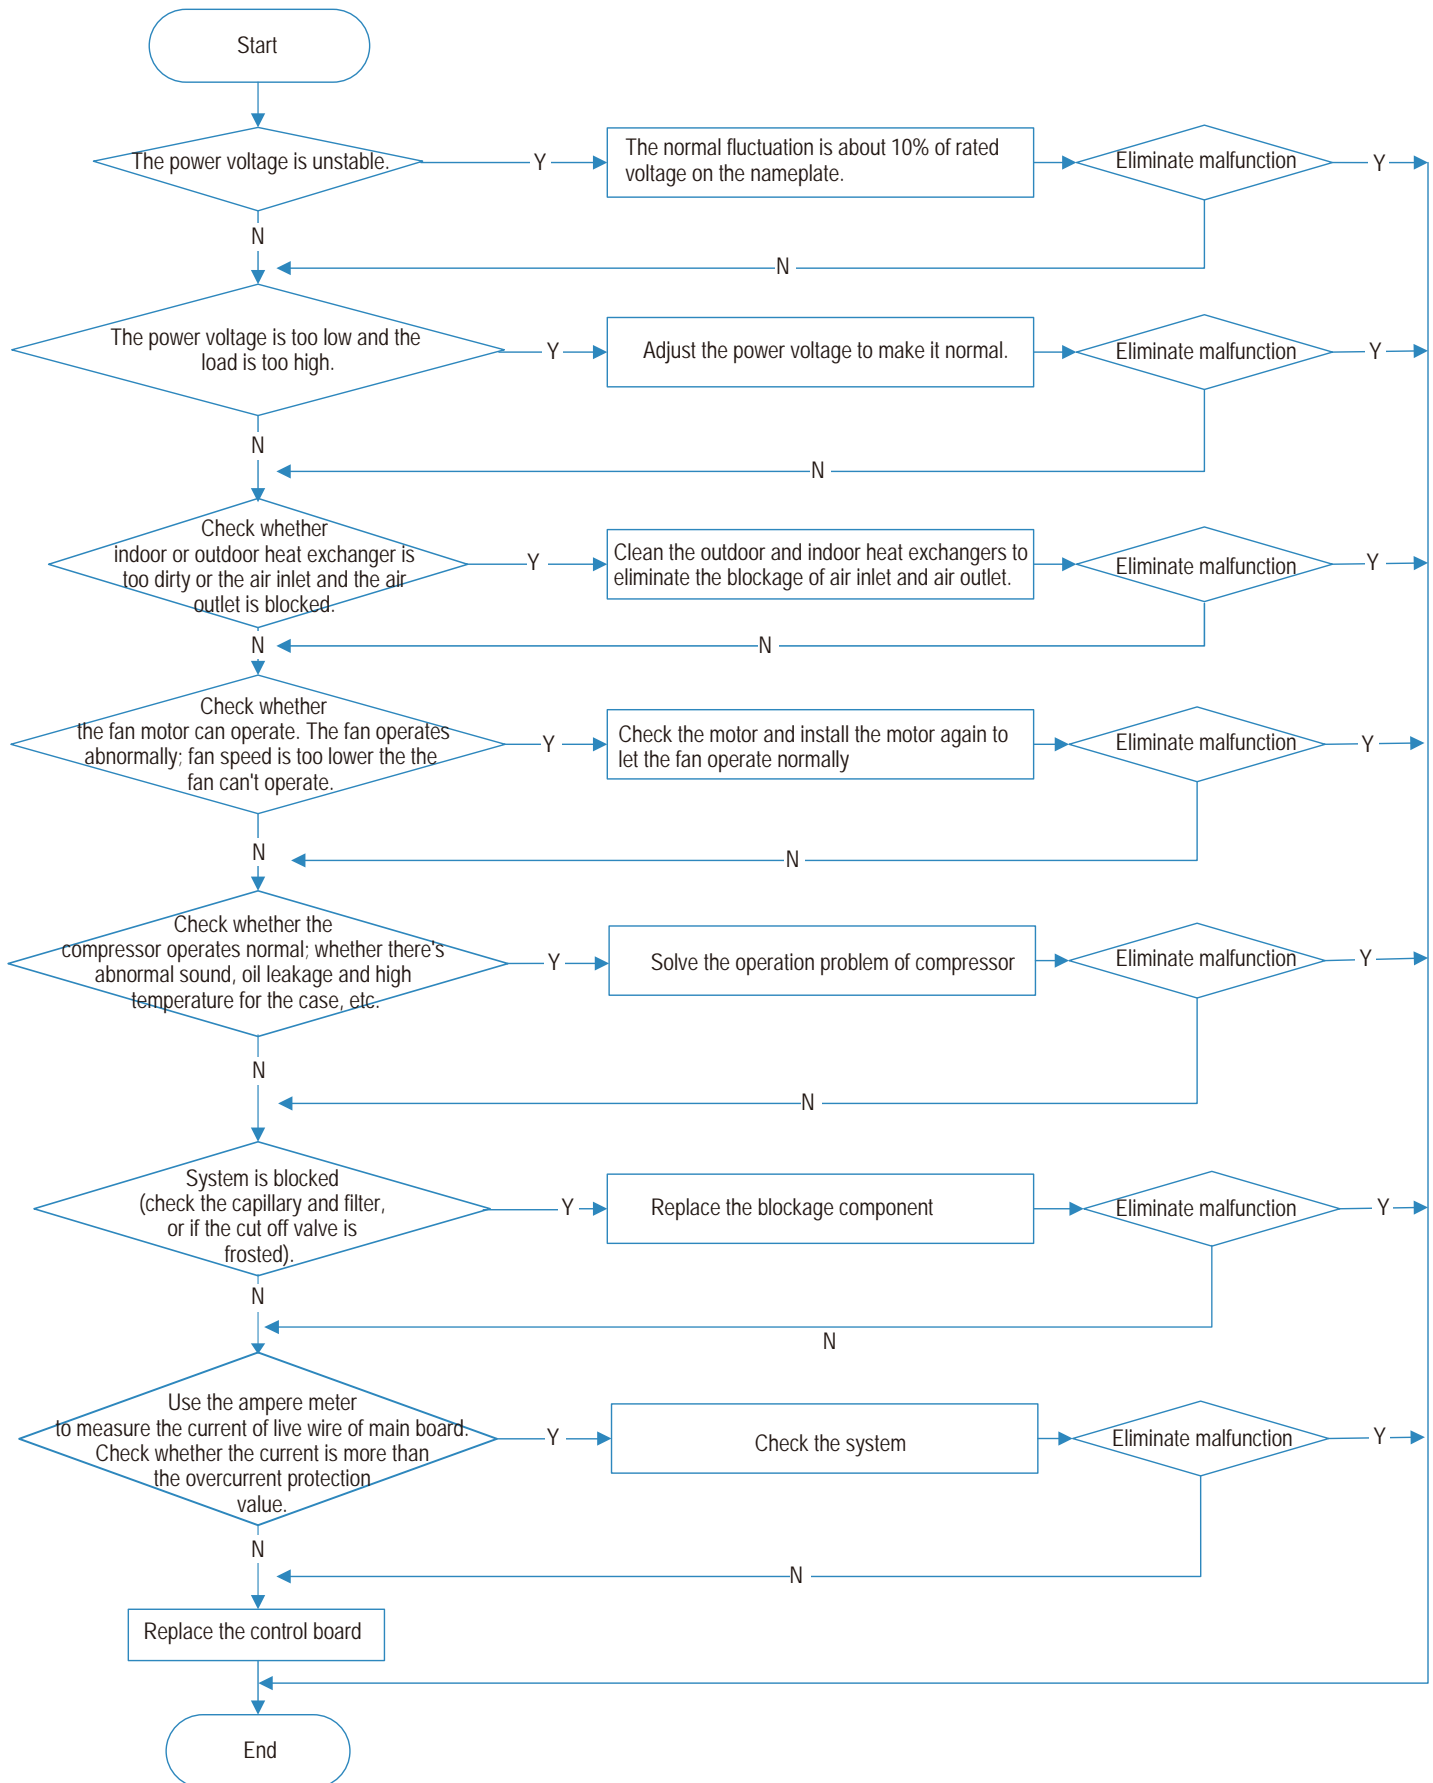 Start
The power voltage is unstable.
Y
The normal fluctuation is about 10% of rated
voltage on the nameplate.
Eliminate malfunction
Y
N
N
The power voltage is too low and the
load is too high.
Y
Adjust the power voltage to make it normal.
Eliminate malfunction
Y
N
N
Check whether
indoor or outdoor heat exchanger is
too dirty or the air inlet and the air
outlet is blocked.
Y
Clean the outdoor and indoor heat exchangers to
eliminate the blockage of air inlet and air outlet.
Eliminate malfunction
Y
N
N
Check whether
the fan motor can operate. The fan operates
abnormally; fan speed is too lower the the
fan can't operate.
Y
Check the motor and install the motor again to
let the fan operate normally
Eliminate malfunction
Y
N
N
Check whether the
compressor operates normal; whether there's
abnormal sound, oil leakage and high
temperature for the case, etc.
Y
Solve the operation problem of compressor
Eliminate malfunction
Y
N
N
System is blocked
(check the capillary and filter,
or if the cut off valve is
frosted).
Y
Replace the blockage component
Eliminate malfunction
Y
N
N
Use the ampere meter
to measure the current of live wire of main board.
Check whether the current is more than
the overcurrent protection
value.
Y
Check the system
Eliminate malfunction
Y
N
N
Replace the control board
End